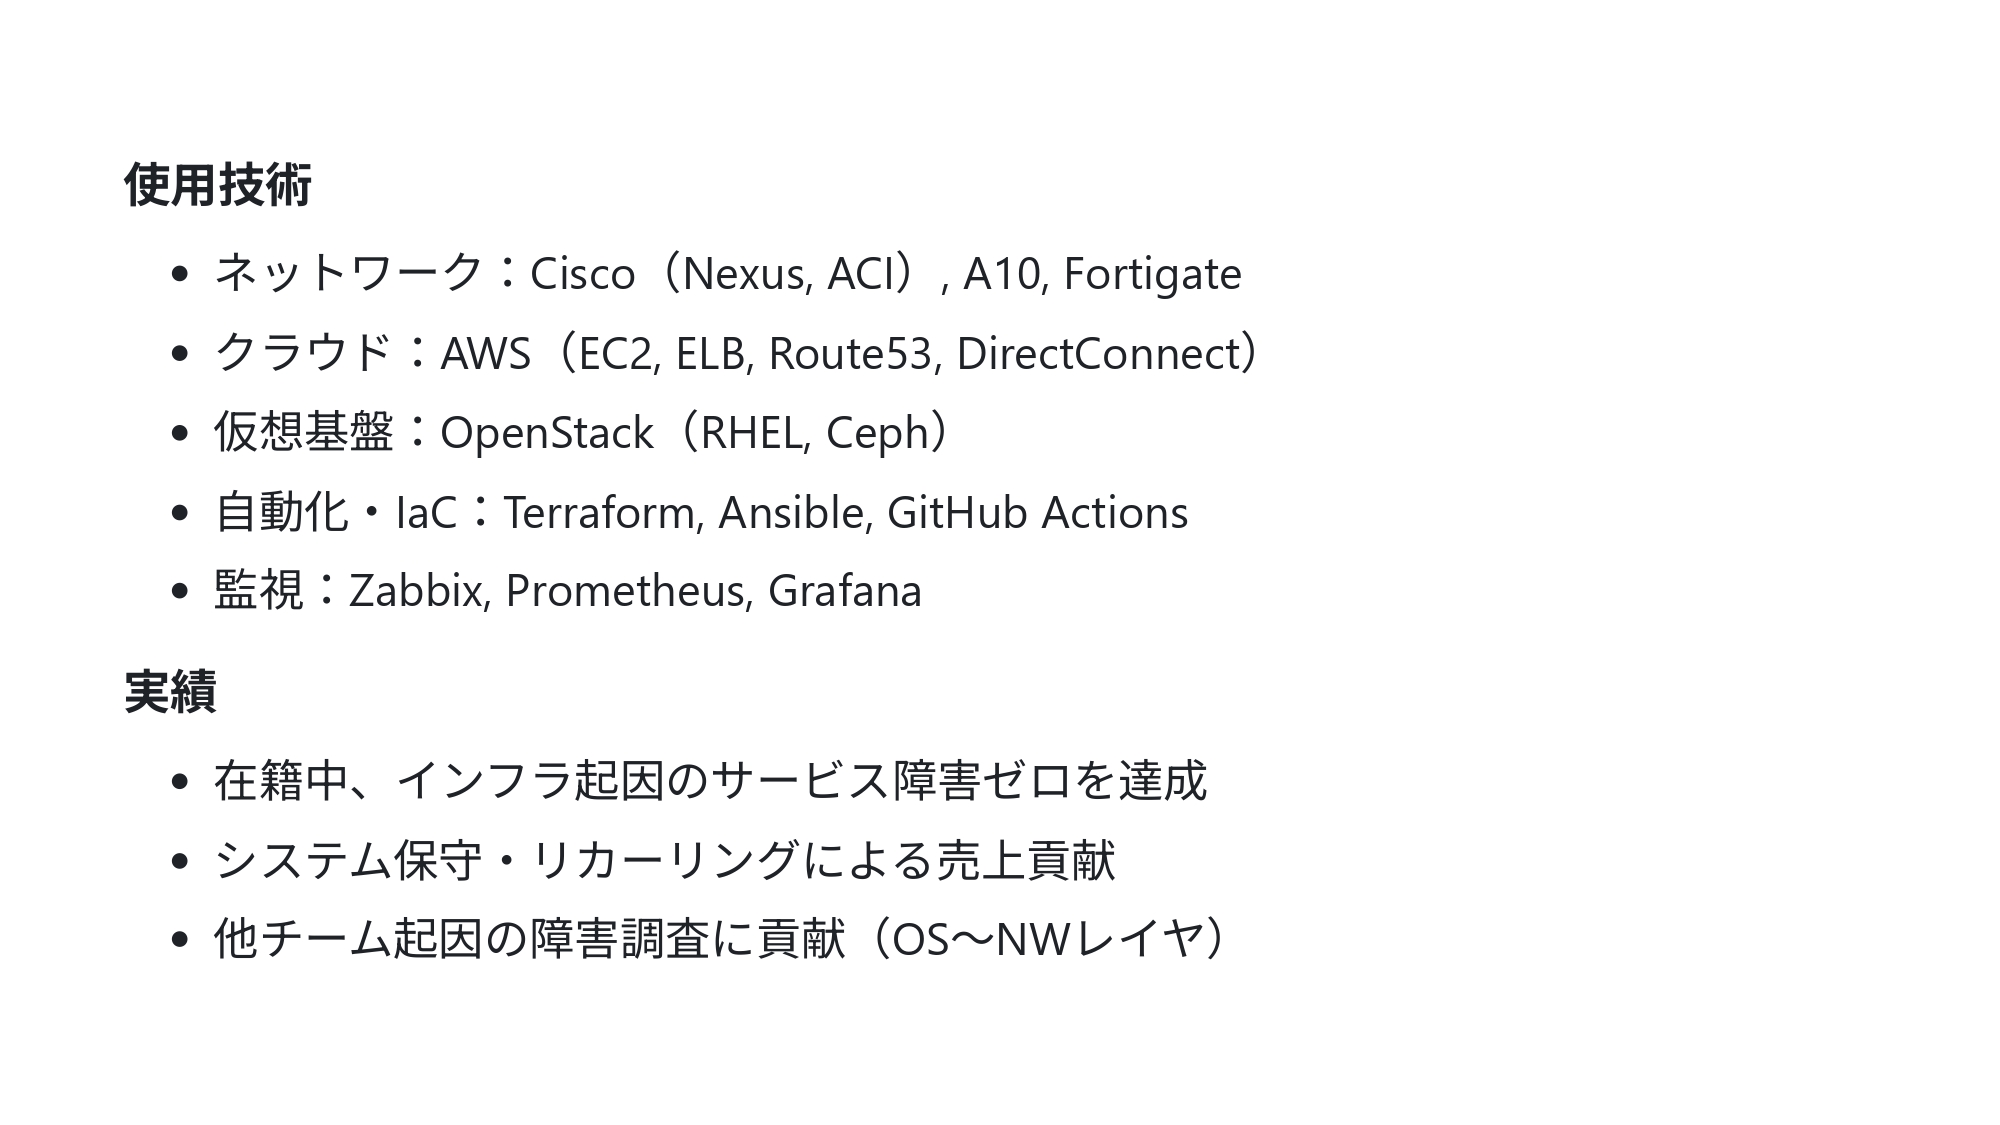 使用技術
• ネットワーク：Cisco（Nexus, ACI）, A10, Fortigate
• クラウド：AWS（EC2, ELB, Route53, DirectConnect）
• 仮想基盤：OpenStack（RHEL, Ceph）
• 自動化・IaC：Terraform, Ansible, GitHub Actions
• 監視：Zabbix, Prometheus, Grafana
実績
• 在籍中、インフラ起因のサービス障害ゼロを達成
• システム保守・リカーリングによる売上貢献
• 他チーム起因の障害調査に貢献（OS〜NWレイヤ）